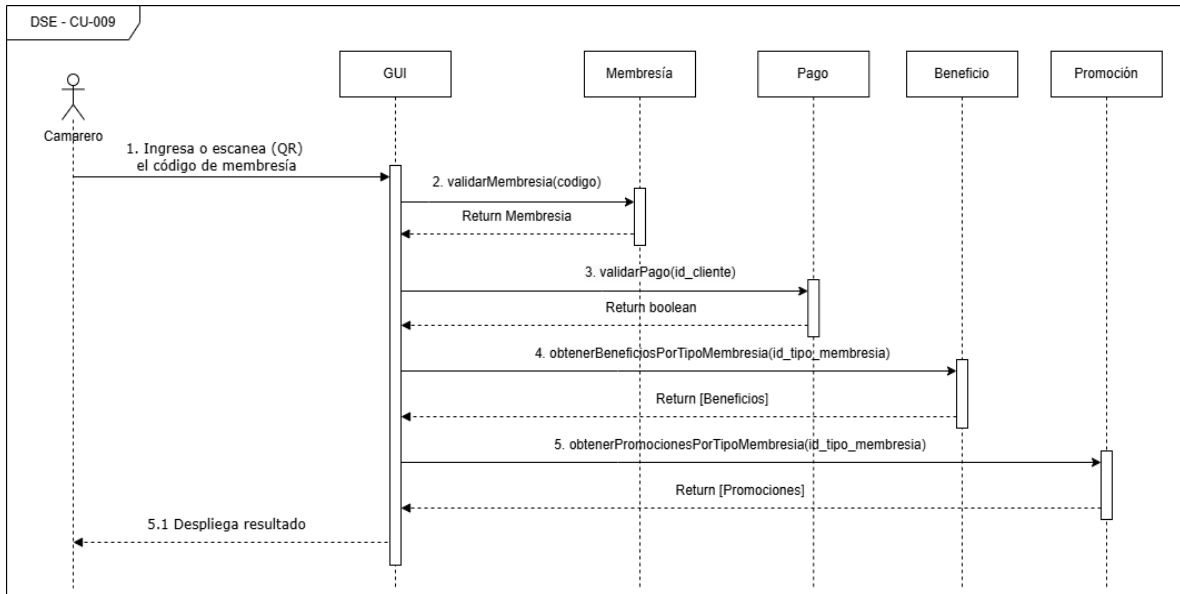 DSE - CU-009
GUI
Membresía
Pago
Beneficio
Promoción
Camarero
1. Ingresa o escanea (QR)
el código de membresía
2. validarMembresia(codigo)
Return Membresia
3. validarPago(id_cliente)
Return boolean
4. obtenerBeneficiosPorTipoMembresia(id_tipo_membresia)
Return [Beneficios]
5. obtenerPromocionesPorTipoMembresia(id_tipo_membresia)
Return [Promociones]
5.1 Despliega resultado